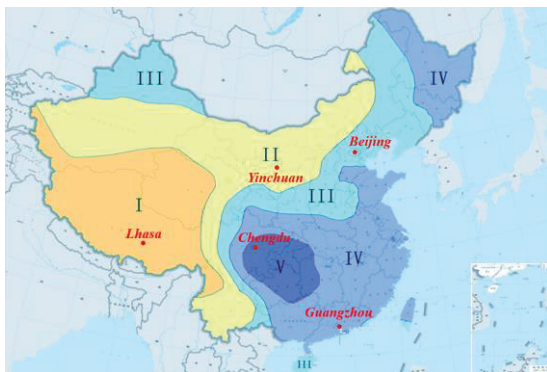 III
IV
Beijing
II
Yinchuan
I
III
Lhasa
Chengdu
IV
V
Guangzhou
III